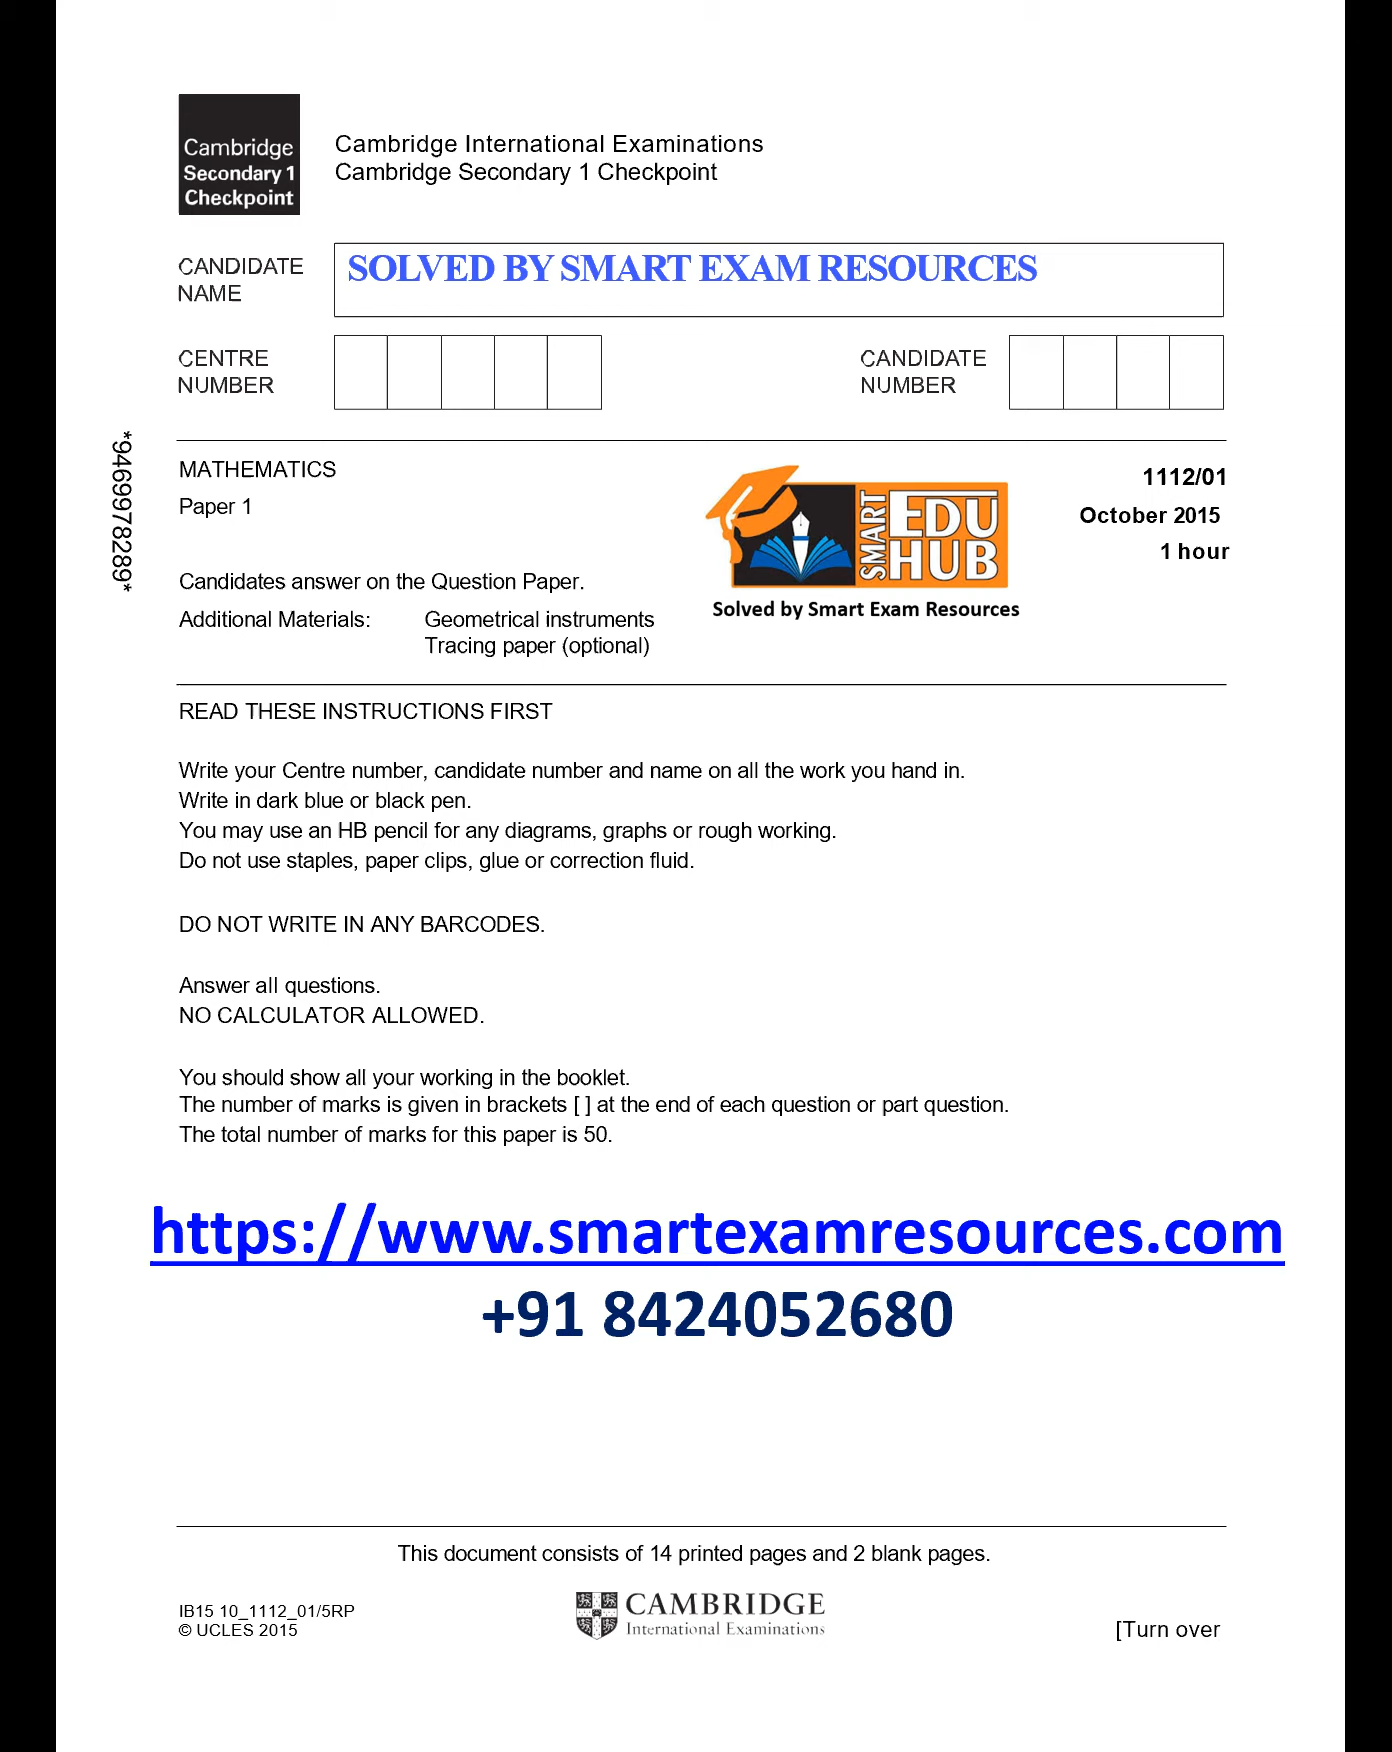 Cambridge
Secondary 1
Checkpoint
Cambridge International Examinations
Cambridge Secondary 1 Checkpoint
CANDIDATE
NAME
SOLVED BY SMART EXAM RESOURCES
CENTRE
NUMBER
CANDIDATE
NUMBER
*9469978289*
MATHEMATICS
Paper 1
Candidates answer on the Question Paper.
Additional Materials: Geometrical instruments
Tracing paper (optional)
SMART
EDU
HUB
Solved by Smart Exam Resources
1112/01
October 2015
1 hour
READ THESE INSTRUCTIONS FIRST
Write your Centre number, candidate number and name on all the work you hand in.
Write in dark blue or black pen.
You may use an HB pencil for any diagrams, graphs or rough working.
Do not use staples, paper clips, glue or correction fluid.
DO NOT WRITE IN ANY BARCODES.
Answer all questions.
NO CALCULATOR ALLOWED.
You should show all your working in the booklet.
The number of marks is given in brackets [ ] at the end of each question or part question.
The total number of marks for this paper is 50.
https://www.smartexamresources.com
+91 8424052680
This document consists of 14 printed pages and 2 blank pages.
IB15 10_1112_01/5RP
© UCLES 2015
CAMBRIDGE
International Examinations
[Turn over